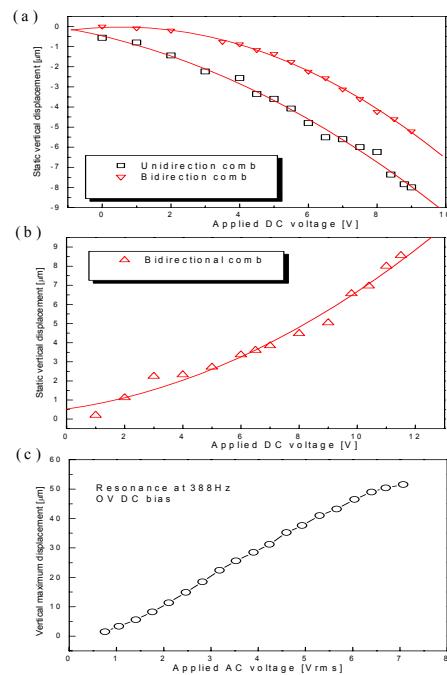 (a)
0
-1
-2
-3
-4
-5
-6
-7
-8
-9
Static vertical displacement [μm]
Unidirection comb
Bidirection comb
0 2 4 6 8 10
Applied DC voltage [V]
(b)
9
8
7
6
5
4
3
2
1
0
Static vertical displacement [μm]
Bidirectional comb
0 2 4 6 8 10 12
Applied DC voltage [V]
(c)
60
50
40
30
20
10
0
Vertical maximum displacement [μm]
Resonance at 388Hz
0V DC bias
0 1 2 3 4 5 6 7 8
Applied AC voltage [Vrms]